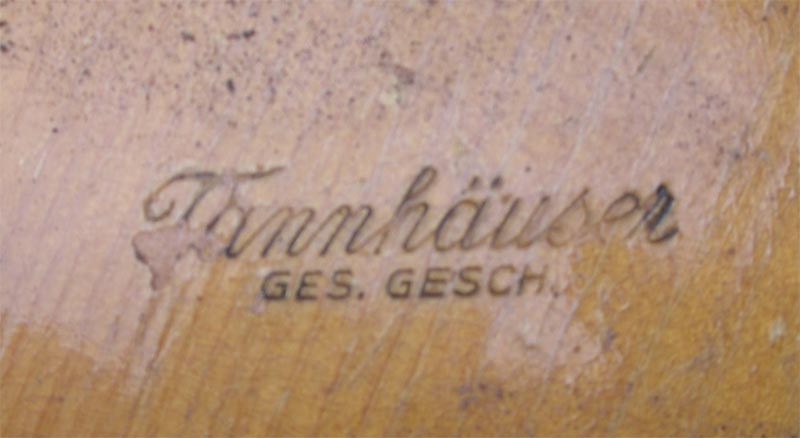 Tannhäuser
GES. GESCH.